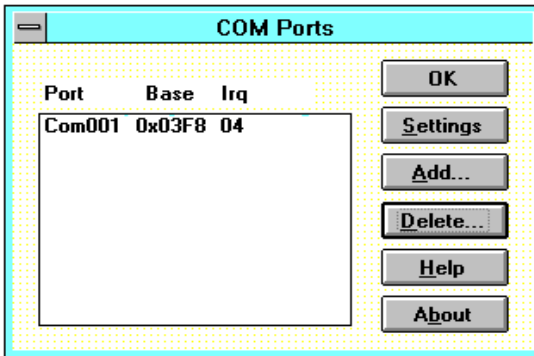 COM Ports
Port Base Irq
Com001 0x03F8 04
OK
Settings
Add...
Delete...
Help
About